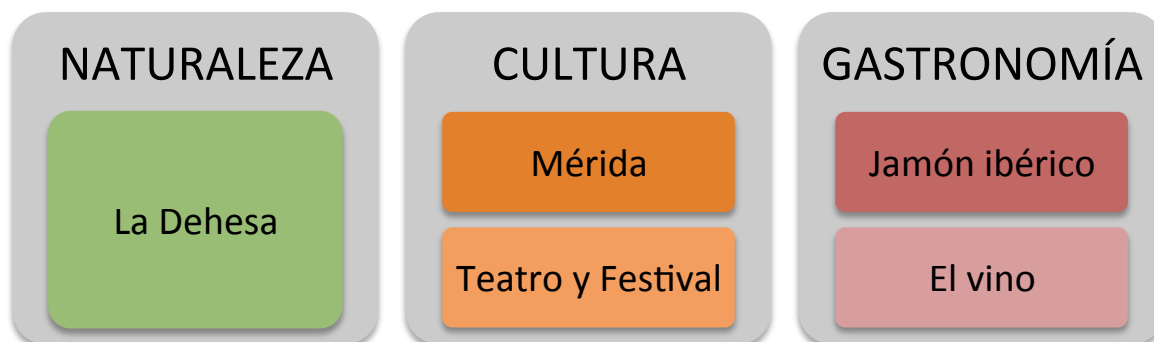 NATURALEZA
La Dehesa
CULTURA
Mérida
Teatro y Festival
GASTRONOMÍA
Jamón ibérico
El vino